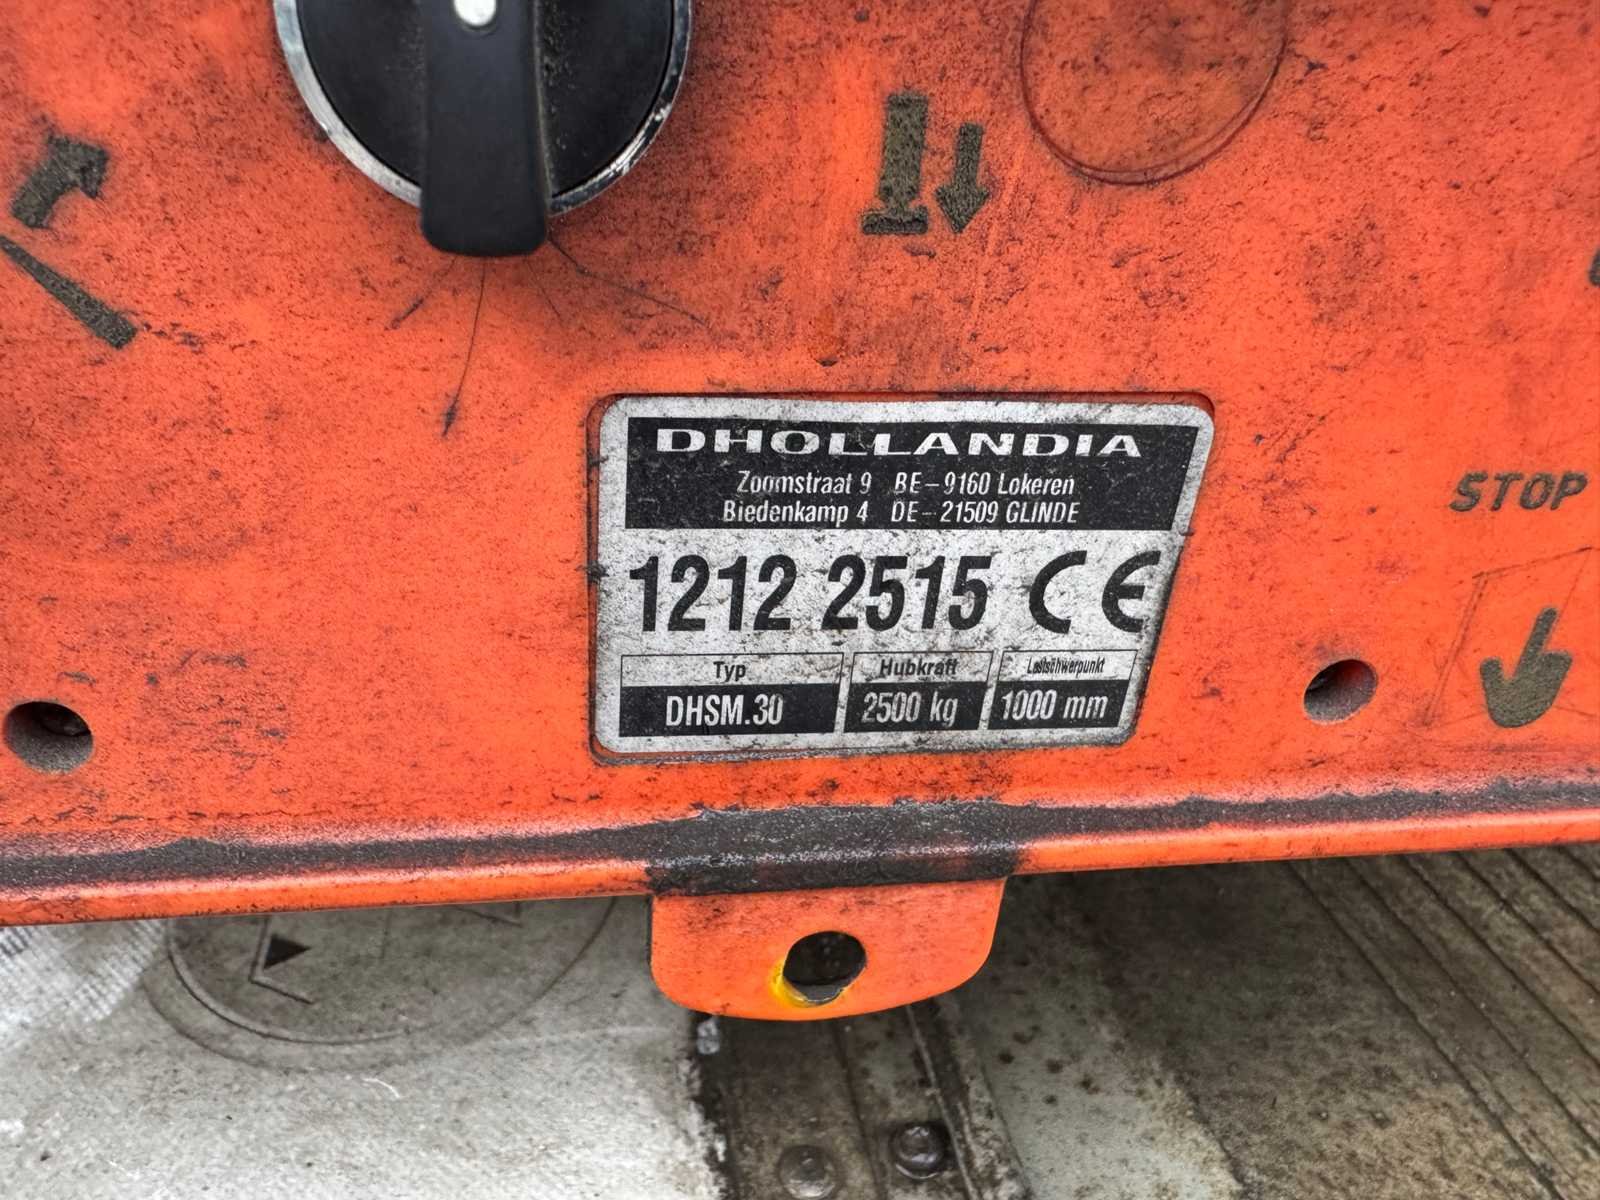 DHOLLANDIA
Zoomstraat 9 BE-9160 Lokeren
Biedenkamp 4 DE-21509 GLINDE
1212 2515 CE
Typ Hubkraft Lastschwerpunkt
DHSM.30 2500 kg 1000 mm
STOP